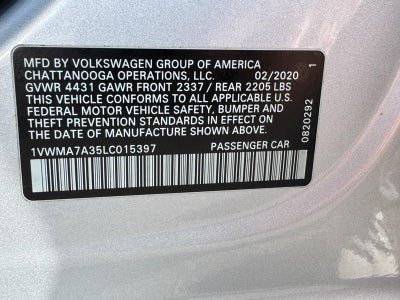 MFD BY VOLKSWAGEN GROUP OF AMERICA
CHATTANOOGA OPERATIONS, LLC. 02/2020
GVWR 4431 GAWR FRONT 2337 / REAR 2205 LBS
THIS VEHICLE CONFORMS TO ALL APPLICABLE U.S.
FEDERAL MOTOR VEHICLE SAFETY, BUMPER AND
THEFT PREVENTION STANDARDS IN EFFECT ON THE
DATE OF MANUFACTURE SHOWN ABOVE.
1VWMA7A35LC015397 PASSENGER CAR
0820292 1